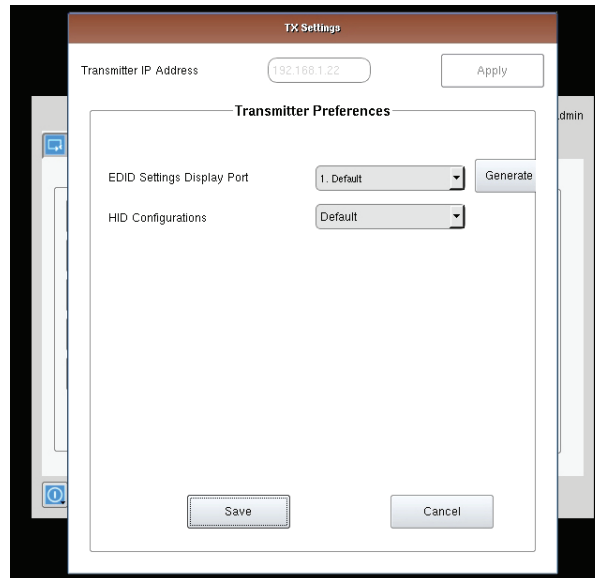 TX Settings
Transmitter IP Address 192.168.1.22 Apply
dmin
Transmitter Preferences
EDID Settings Display Port 1. Default Generate
HID Configurations Default
Save Cancel